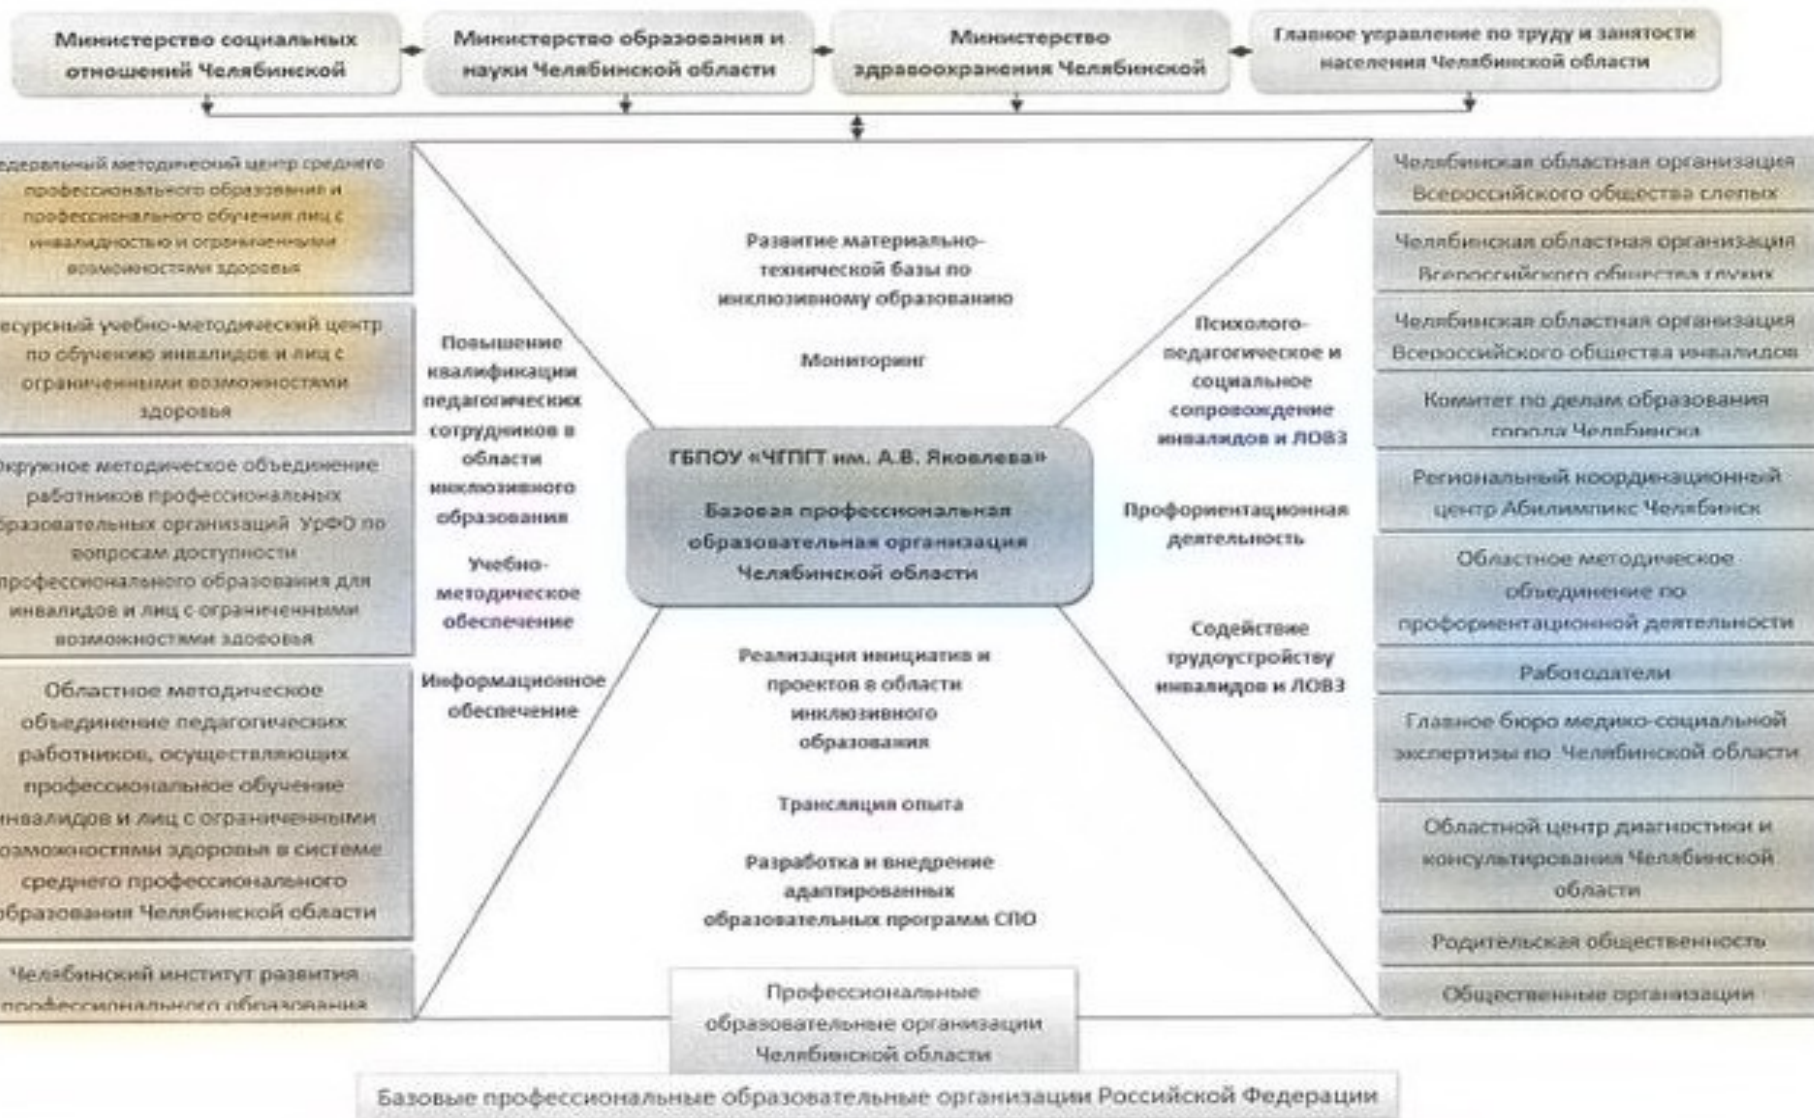 Министерство социальных
отношений Челябинской
Министерство образования и
науки Челябинской области
Министерство
здравоохранения Челябинской
Главное управление по труду и занятости
населения Челябинской области
едеральный методический центр среднего
профессионального образования и
профессионального обучения лиц с
инвалидностью и ограниченными
возможностями здоровья
есурсный учебно-методический центр
по обучению инвалидов и лиц с
ограниченными возможностями
здоровья
Окружное методическое объединение
работников профессиональных
образовательных организаций УрФО по
вопросам доступности
профессионального образования для
инвалидов и лиц с ограниченными
возможностями здоровья
Областное методическое
объединение педагогических
работников, осуществляющих
профессиональное обучение
инвалидов и лиц с ограниченными
возможностями здоровья в системе
среднего профессионального
образования Челябинской области
Челябинский институт развития
профессионального образования
Повышение
квалификации
педагогических
сотрудников в
области
инклюзивного
образования
Учебно-
методическое
обеспечение
Информационное
обеспечение
Развитие материально-
технической базы по
инклюзивному образованию
Мониторинг
ГБПОУ «ЧГПГТ им. А.В. Яковлева»
Базовая профессиональная
образовательная организация
Челябинской области
Реализация инициатив и
проектов в области
инклюзивного
образования
Трансляция опыта
Разработка и внедрение
адаптированных
образовательных программ СПО
Психолого-
педагогическое и
социальное
сопровождение
инвалидов и ЛОВЗ
Профориентационная
деятельность
Содействие
трудоустройству
инвалидов и ЛОВЗ
Челябинская областная организация
Всероссийского общества слепых
Челябинская областная организация
Всероссийского общества глухих
Челябинская областная организация
Всероссийского общества инвалидов
Комитет по делам образования
города Челябинска
Региональный координационный
центр Абилимпикс Челябинск
Областное методическое
объединение по
профориентационной деятельности
Работодатели
Главное бюро медико-социальной
экспертизы по Челябинской области
Областной центр диагностики и
консультирования Челябинской
области
Родительская общественность
Общественные организации
Профессиональные
образовательные организации
Челябинской области
Базовые профессиональные образовательные организации Российской Федерации